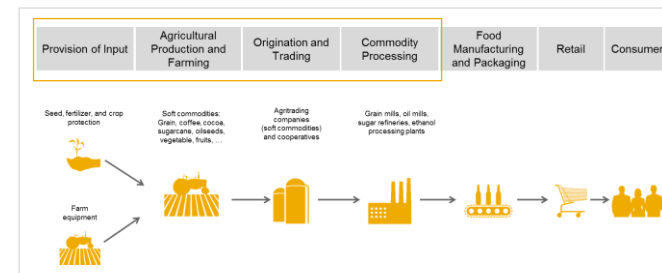 Provision of Input
Agricultural
Production and
Farming
Origination and
Trading
Commodity
Processing
Food
Manufacturing
and Packaging
Retail
Consumer
Seed, fertilizer, and crop
protection
Soft commodities:
Grain, coffee, cocoa,
sugarcane, oilseeds,
vegetable, fruits, ...
Agritrading
companies
(soft commodities)
and cooperatives
Grain mills, oil mills,
sugar refineries, ethanol
processing plants
Farm
equipment